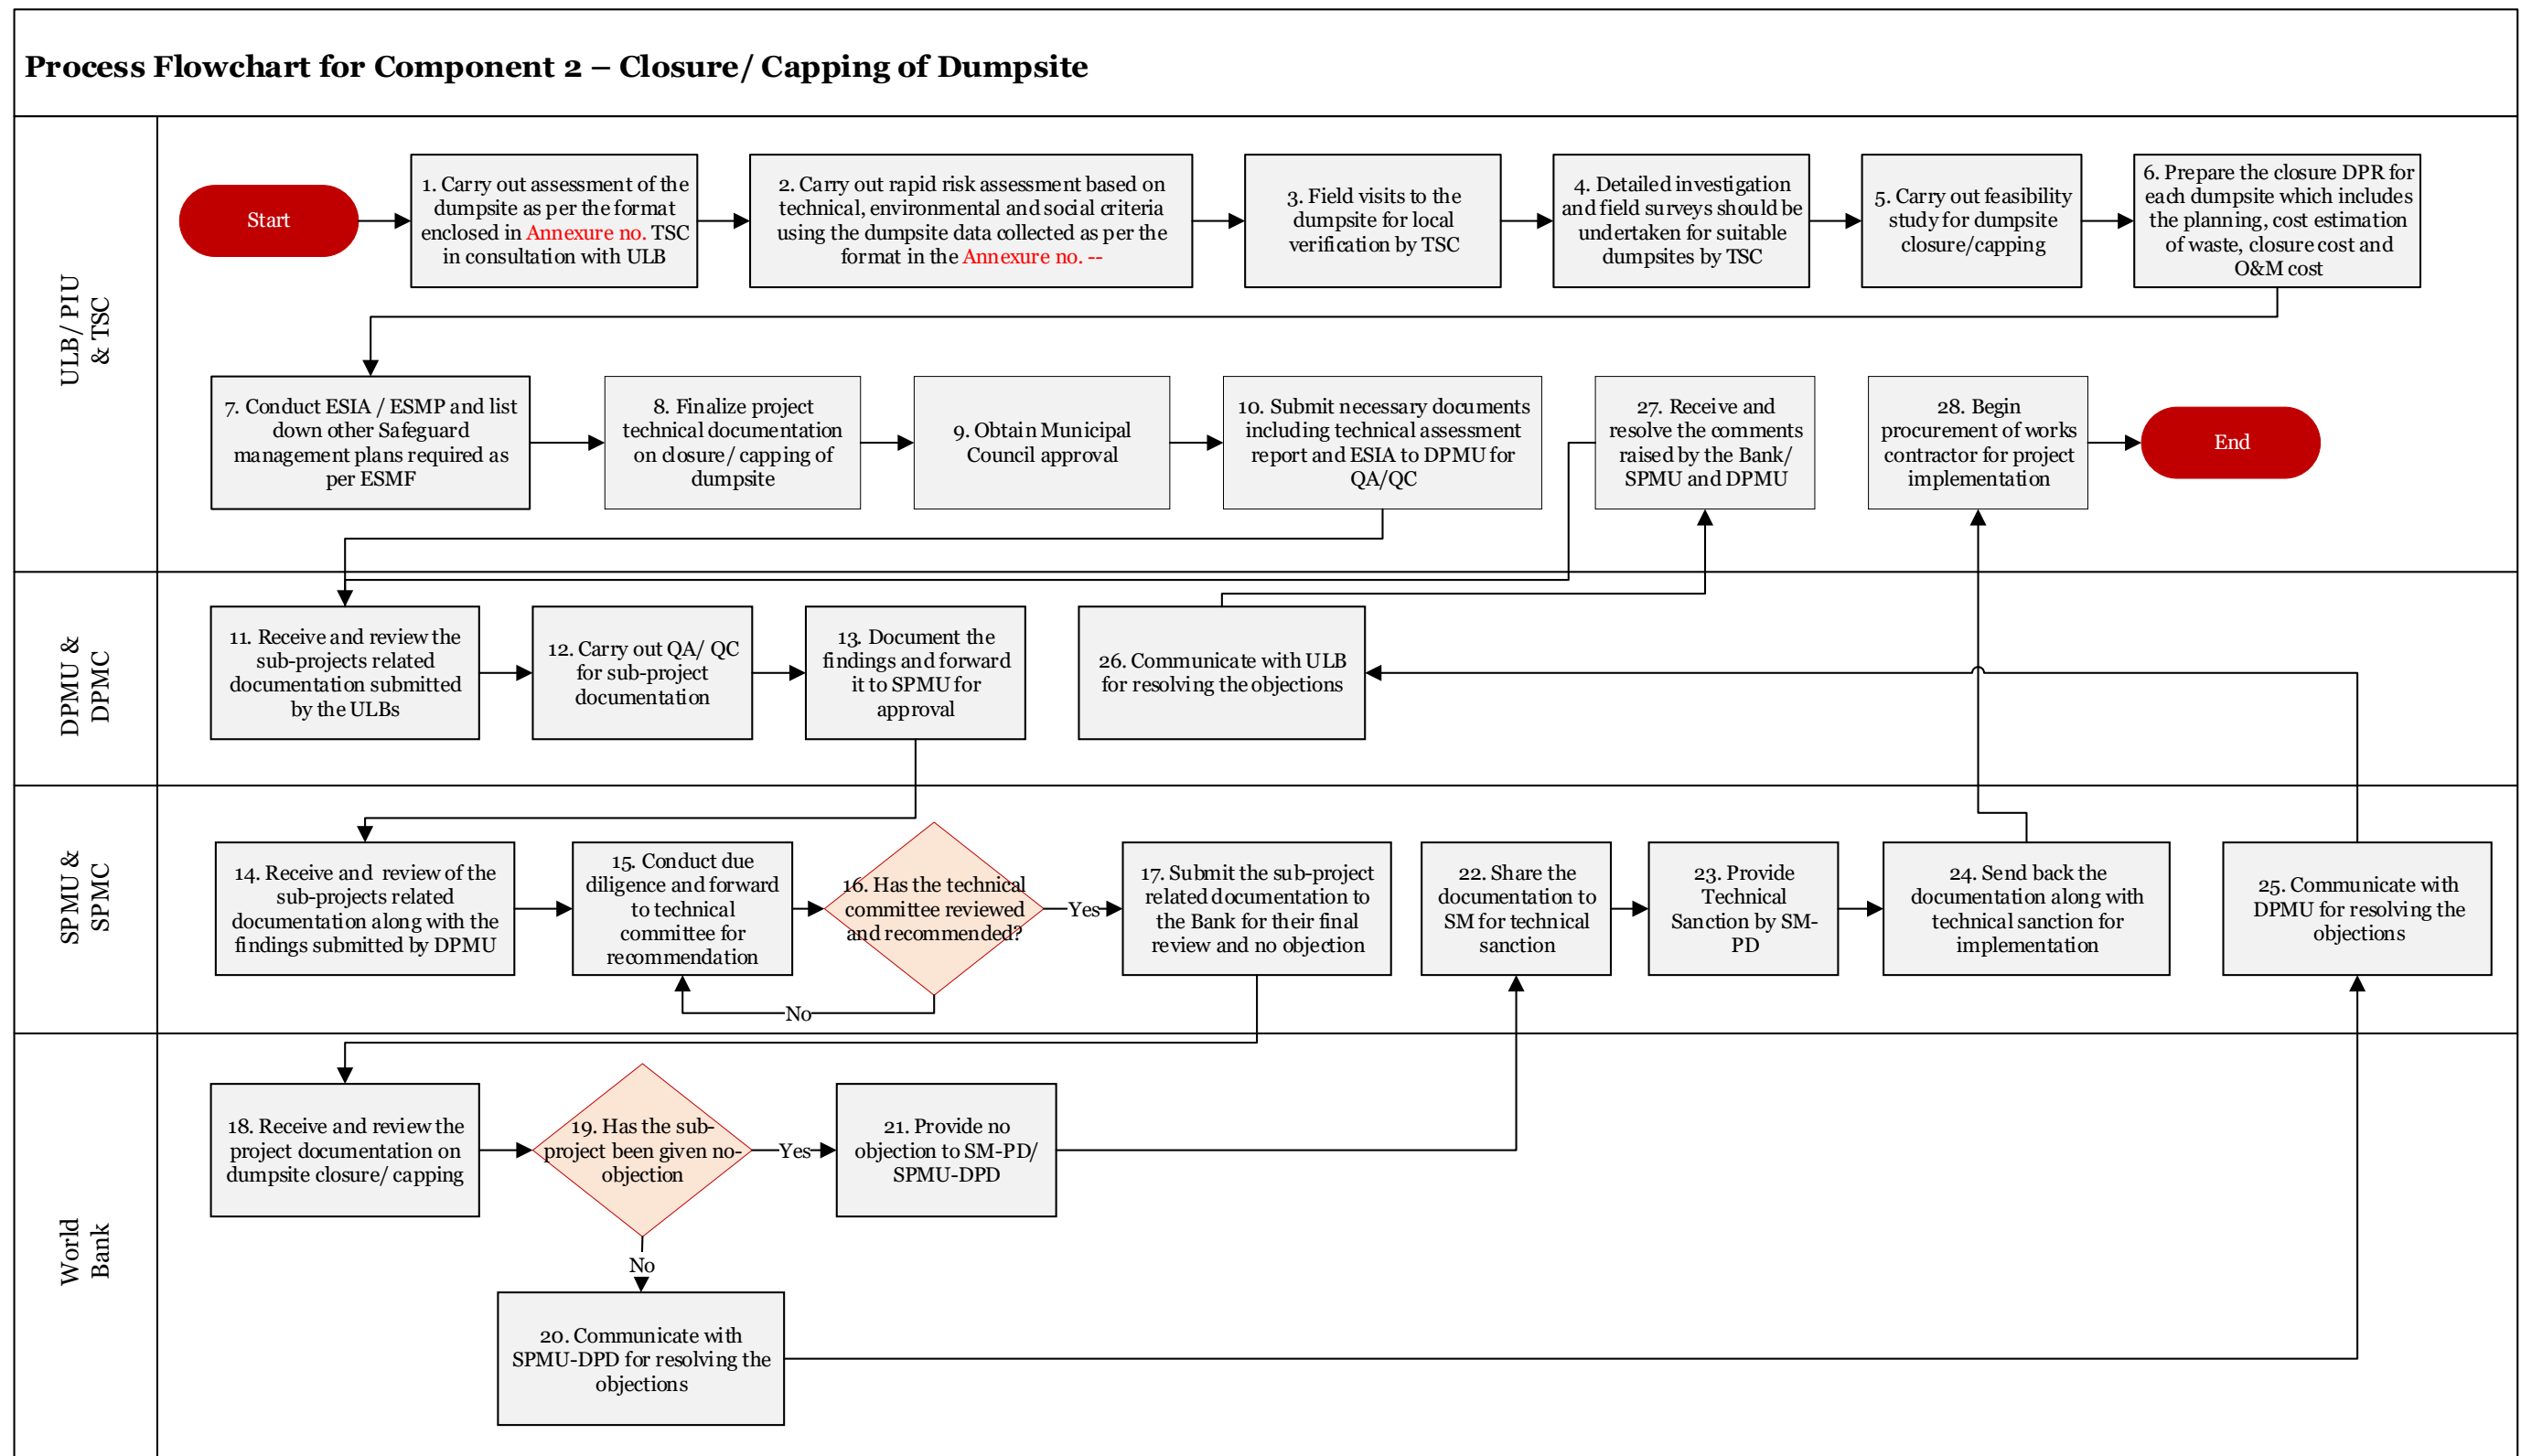 Process Flowchart for Component 2 – Closure/ Capping of Dumpsite
ULB/ PIU
& TSC
Start
1. Carry out assessment of the
dumpsite as per the format
enclosed in Annexure no. TSC
in consultation with ULB
2. Carry out rapid risk assessment based on
technical, environmental and social criteria
using the dumpsite data collected as per the
format in the Annexure no. --
3. Field visits to the
dumpsite for local
verification by TSC
4. Detailed investigation
and field surveys should be
undertaken for suitable
dumpsites by TSC
5. Carry out feasibility
study for dumpsite
closure/capping
6. Prepare the closure DPR for
each dumpsite which includes
the planning, cost estimation
of waste, closure cost and
O&M cost
7. Conduct ESIA / ESMP and list
down other Safeguard
management plans required as
per ESMF
8. Finalize project
technical documentation
on closure/ capping of
dumpsite
9. Obtain Municipal
Council approval
10. Submit necessary documents
including technical assessment
report and ESIA to DPMU for
QA/QC
27. Receive and
resolve the comments
raised by the Bank/
SPMU and DPMU
28. Begin
procurement of works
contractor for project
implementation
End
DPMU &
DPMC
11. Receive and review the
sub-projects related
documentation submitted
by the ULBs
12. Carry out QA/ QC
for sub-project
documentation
13. Document the
findings and forward
it to SPMU for
approval
26. Communicate with ULB
for resolving the objections
SPMU &
SPMC
14. Receive and review of the
sub-projects related
documentation along with the
findings submitted by DPMU
15. Conduct due
diligence and forward
to technical
committee for
recommendation
16. Has the technical
committee reviewed
and recommended?
Yes
No
17. Submit the sub-project
related documentation to
the Bank for their final
review and no objection
22. Share the
documentation to
SM for technical
sanction
23. Provide
Technical
Sanction by SM-
PD
24. Send back the
documentation along with
technical sanction for
implementation
25. Communicate with
DPMU for resolving the
objections
World
Bank
18. Receive and review the
project documentation on
dumpsite closure/ capping
19. Has the sub-
project been given no-
objection
Yes
No
21. Provide no
objection to SM-PD/
SPMU-DPD
20. Communicate with
SPMU-DPD for resolving the
objections